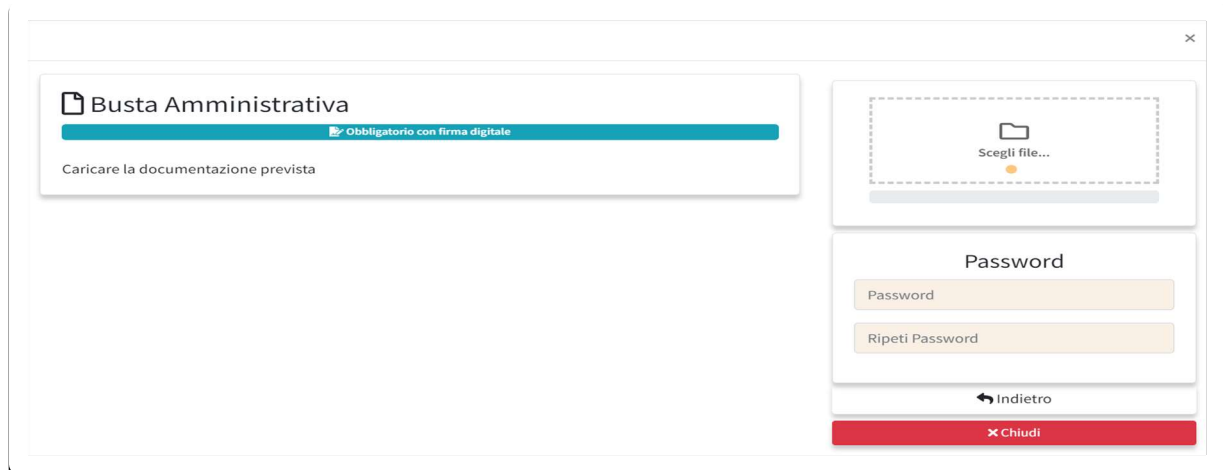 ×
Busta Amministrativa
Obbligatorio con firma digitale
Caricare la documentazione prevista
Scegli file...
Password
Password
Ripeti Password
Indietro
Chiudi